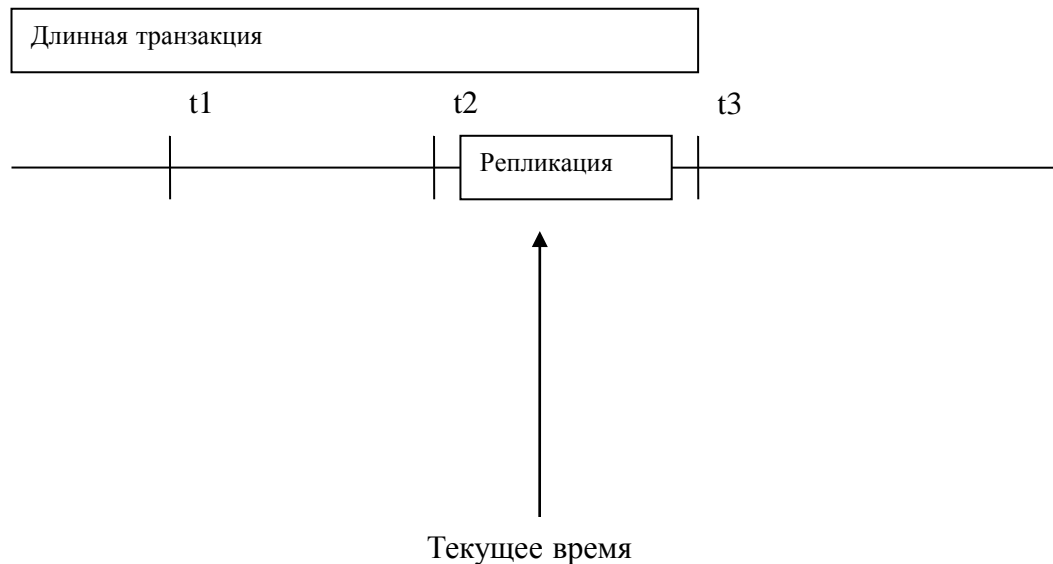 Длинная транзакция
t1
t2
t3
Репликация
Текущее время